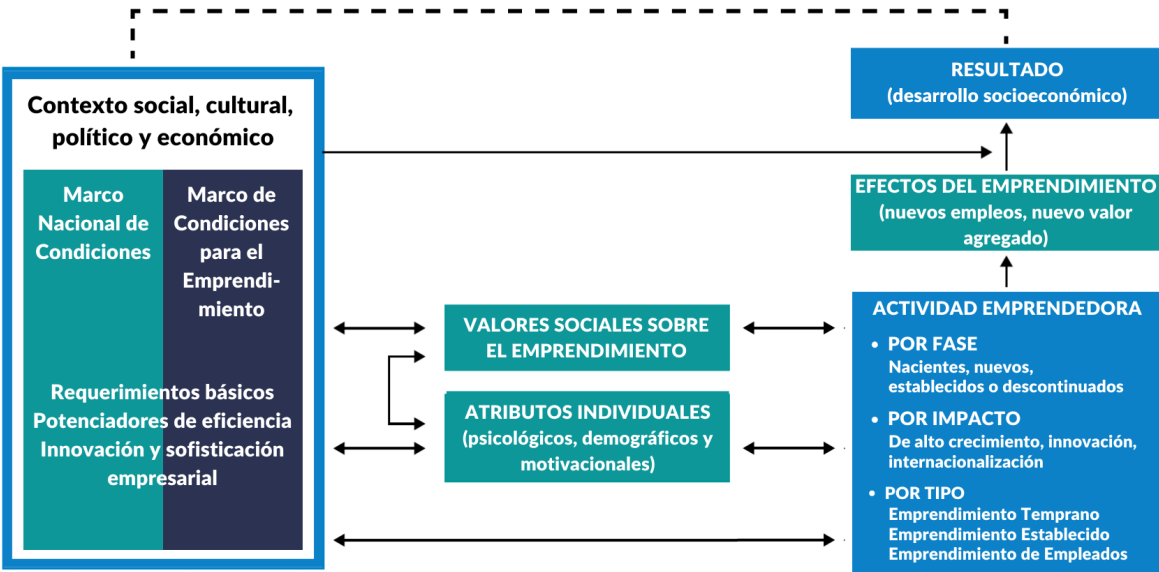 Contexto social, cultural,
político y económico
Marco
Nacional de
Condiciones
Marco de
Condiciones
para el
Emprendi-
miento
Requerimientos básicos
Potenciadores de eficiencia
Innovación y sofisticación
empresarial
VALORES SOCIALES SOBRE
EL EMPRENDIMIENTO
ATRIBUTOS INDIVIDUALES
(psicológicos, demográficos y
motivacionales)
RESULTADO
(desarrollo socioeconómico)
EFECTOS DEL EMPRENDIMIENTO
(nuevos empleos, nuevo valor
agregado)
ACTIVIDAD EMPRENDEDORA
• POR FASE
Nacientes, nuevos,
establecidos o descontinuados
• POR IMPACTO
De alto crecimiento, innovación,
internacionalización
• POR TIPO
Emprendimiento Temprano
Emprendimiento Establecido
Emprendimiento de Empleados